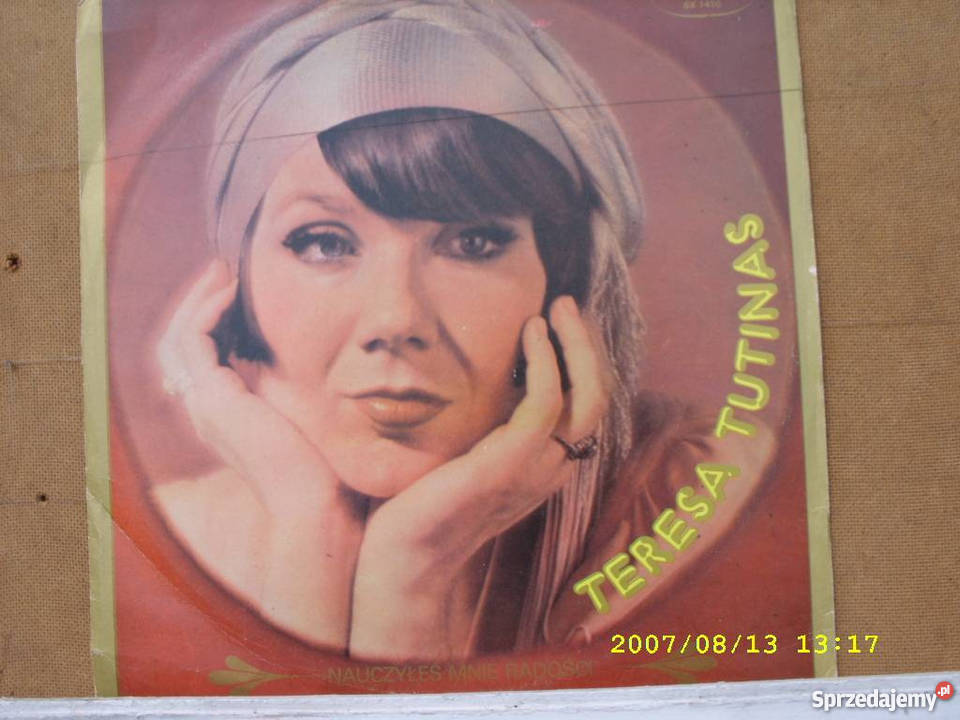 SX 1410
TERESA TUTINAS
NAUCZYŁEŚ MNIE RADOŚCI
2007/08/13 13:17
Sprzedajemy.pl